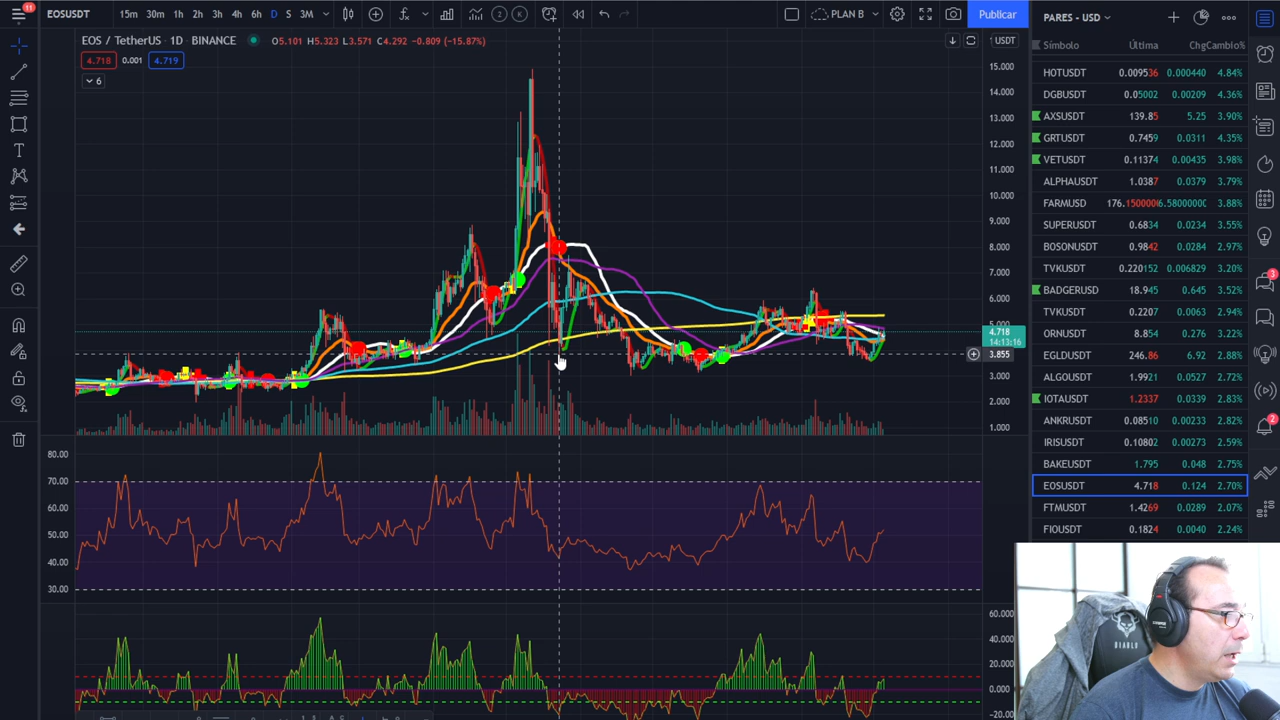 11
EOSUSDT
15m 30m 1h 2h 3h 4h 6h D S 3M
2 K
PLAN B
Publicar
EOS / TetherUS · 1D · BINANCE
O5.101 H5.323 L3.571 C4.292 -0.809 (-15.87%)
4.718 0.001 4.719
6
USDT
15.000
14.000
13.000
12.000
11.000
10.000
9.000
8.000
7.000
6.000
5.000
4.718
14:13:16
3.855
3.000
2.000
1.000
80.00
70.00
60.00
50.00
40.00
30.00
60.000
40.000
20.000
0.000
PARES - USD
Símbolo Última Chg Cambio%
HOTUSDT 0.009536 0.000440 4.84%
DGBUSDT 0.05002 0.00209 4.36%
AXSUSDT 139.85 5.25 3.90%
GRTUSDT 0.7459 0.0311 4.35%
VETUSDT 0.11374 0.00435 3.98%
ALPHAUSDT 1.0387 0.0379 3.79%
FARMUSD 176.1500000 6.58000000 3.88%
SUPERUSDT 0.6834 0.0234 3.55%
BOSONUSDT 0.9842 0.0284 2.97%
TVKUSDT 0.220152 0.006829 3.20%
BADGERUSD 18.945 0.645 3.52%
TVKUSDT 0.2207 0.0063 2.94%
ORNUSDT 8.854 0.276 3.22%
EGLDUSDT 246.86 6.92 2.88%
ALGOUSDT 1.9921 0.0527 2.72%
IOTAUSDT 1.2337 0.0339 2.83%
ANKRUSDT 0.08510 0.00233 2.82%
IRISUSDT 0.10802 0.00273 2.59%
BAKEUSDT 1.795 0.048 2.75%
EOSUSDT 4.718 0.124 2.70%
FTMUSDT 1.4269 0.0289 2.07%
FIOUSDT 0.1824 0.0040 2.24%
3
2
DIABLO